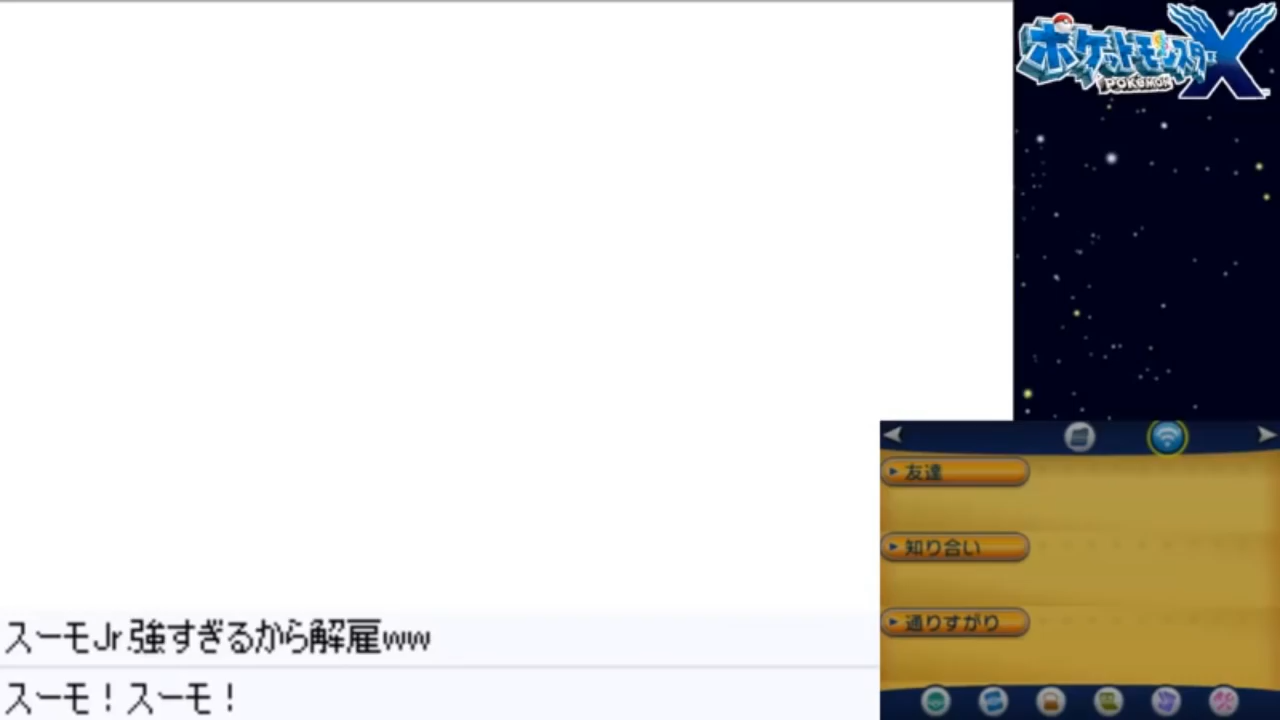 ポケットモンスターX
POKÉMON
友達
知り合い
通りすがり
スーモJr.強すぎるから解雇ww
スーモ！スーモ！